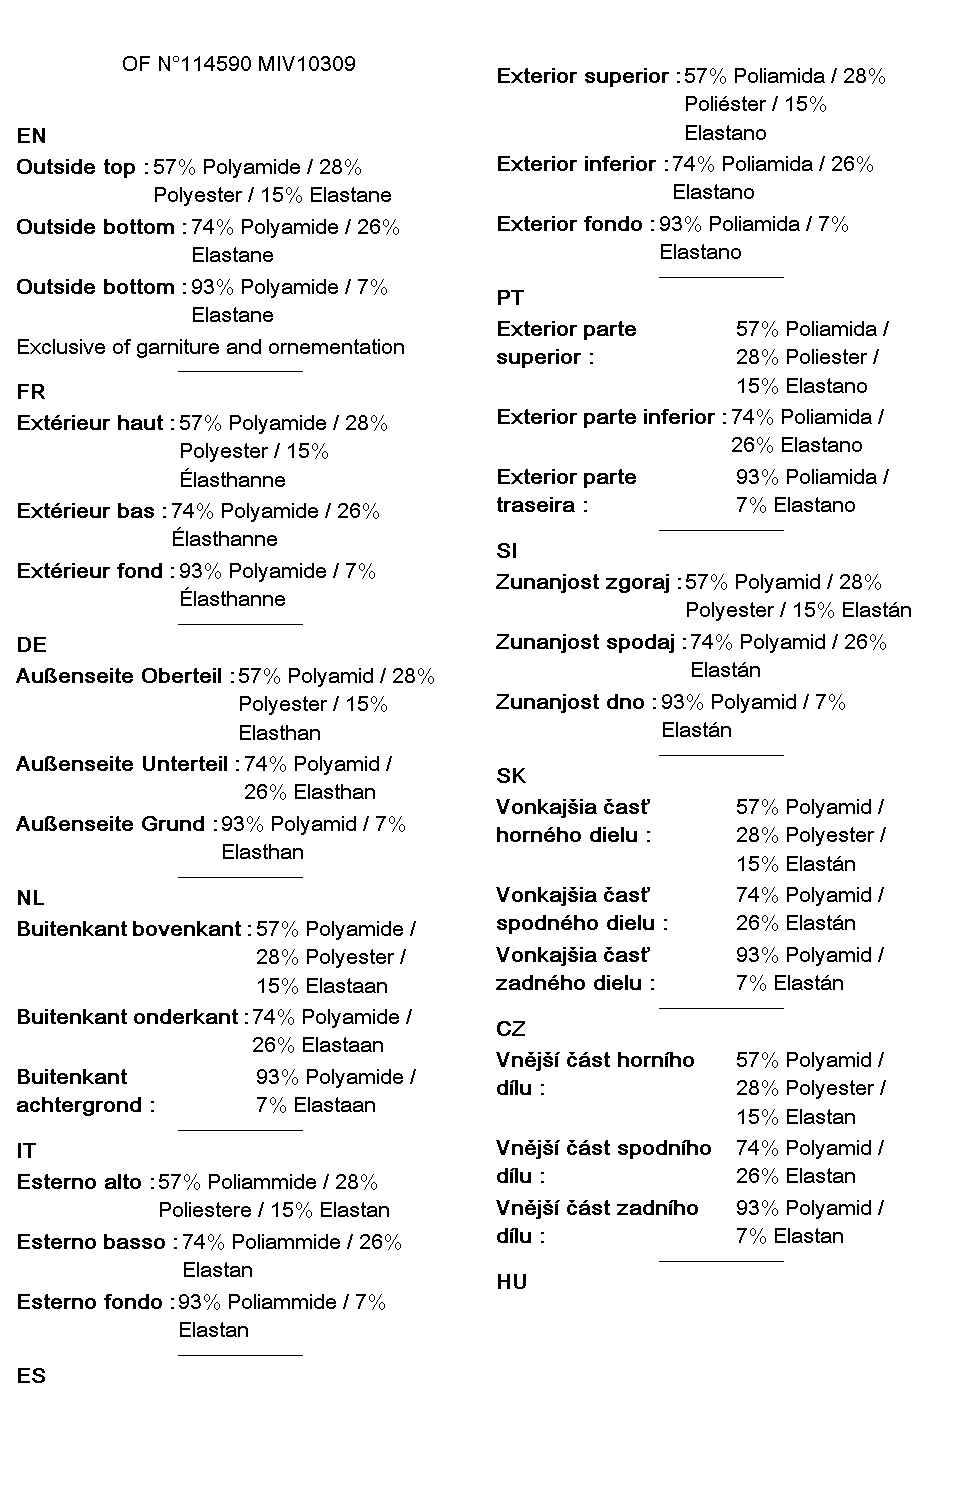 OF N°114590 MIV10309
EN
Outside top : 57% Polyamide / 28%
Polyester / 15% Elastane
Outside bottom : 74% Polyamide / 26%
Elastane
Outside bottom : 93% Polyamide / 7%
Elastane
Exclusive of garniture and ornementation
FR
Extérieur haut : 57% Polyamide / 28%
Polyester / 15%
Élasthanne
Extérieur bas : 74% Polyamide / 26%
Élasthanne
Extérieur fond : 93% Polyamide / 7%
Élasthanne
DE
Außenseite Oberteil : 57% Polyamid / 28%
Polyester / 15%
Elasthan
Außenseite Unterteil : 74% Polyamid /
26% Elasthan
Außenseite Grund : 93% Polyamid / 7%
Elasthan
NL
Buitenkant bovenkant : 57% Polyamide /
28% Polyester /
15% Elastaan
Buitenkant onderkant : 74% Polyamide /
26% Elastaan
Buitenkant 93% Polyamide /
achtergrond : 7% Elastaan
IT
Esterno alto : 57% Poliammide / 28%
Poliestere / 15% Elastan
Esterno basso : 74% Poliammide / 26%
Elastan
Esterno fondo : 93% Poliammide / 7%
Elastan
ES
Exterior superior : 57% Poliamida / 28%
Poliéster / 15%
Elastano
Exterior inferior : 74% Poliamida / 26%
Elastano
Exterior fondo : 93% Poliamida / 7%
Elastano
PT
Exterior parte 57% Poliamida /
superior : 28% Poliester /
15% Elastano
Exterior parte inferior : 74% Poliamida /
26% Elastano
Exterior parte 93% Poliamida /
traseira : 7% Elastano
SI
Zunanjost zgoraj : 57% Polyamid / 28%
Polyester / 15% Elastán
Zunanjost spodaj : 74% Polyamid / 26%
Elastán
Zunanjost dno : 93% Polyamid / 7%
Elastán
SK
Vonkajšia časť 57% Polyamid /
horného dielu : 28% Polyester /
15% Elastán
Vonkajšia časť 74% Polyamid /
spodného dielu : 26% Elastán
Vonkajšia časť 93% Polyamid /
zadného dielu : 7% Elastán
CZ
Vnější část horního 57% Polyamid /
dílu : 28% Polyester /
15% Elastan
Vnější část spodního 74% Polyamid /
dílu : 26% Elastan
Vnější část zadního 93% Polyamid /
dílu : 7% Elastan
HU